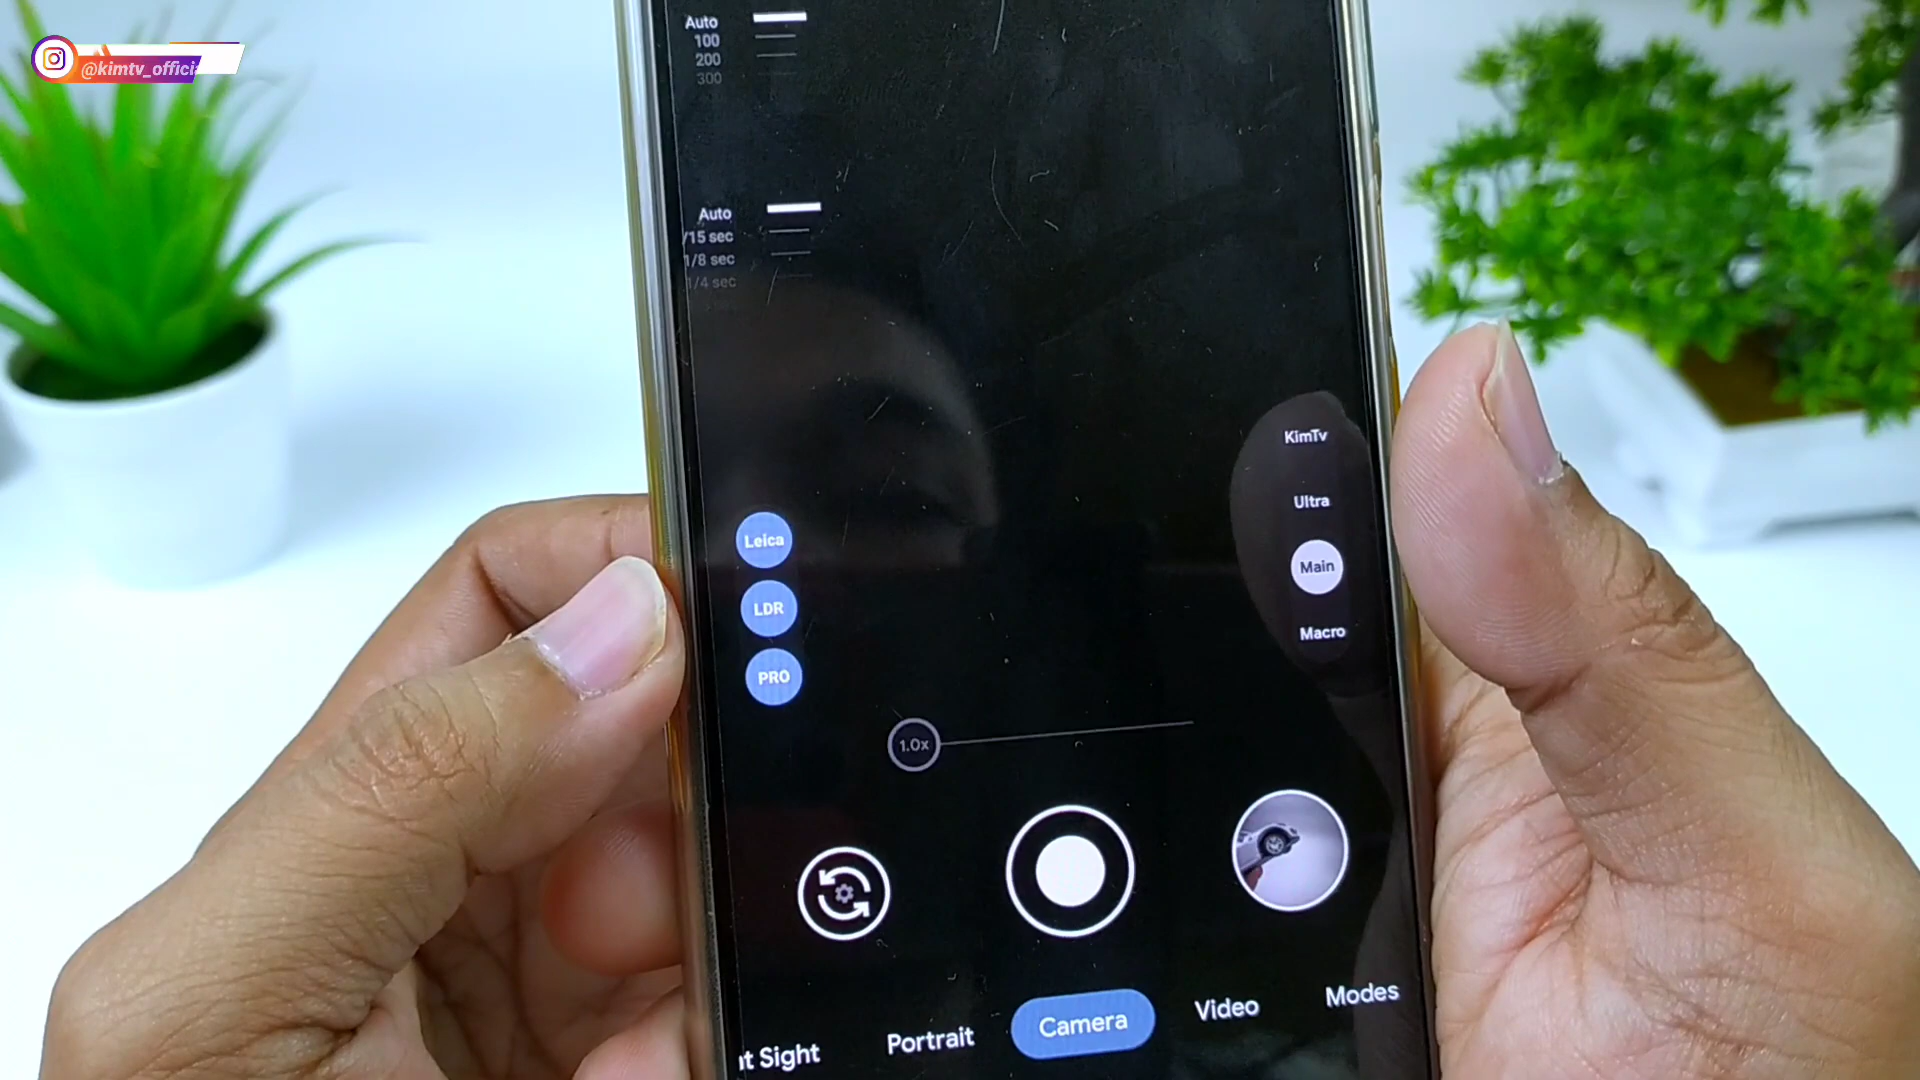 @kimtv_offici
Auto
100
200
300
Auto
/15 sec
1/8 sec
1/4 sec
KimTv
Ultra
Main
Macro
Leica
LDR
PRO
1.0x
t Sight
Portrait
Camera
Video
Modes